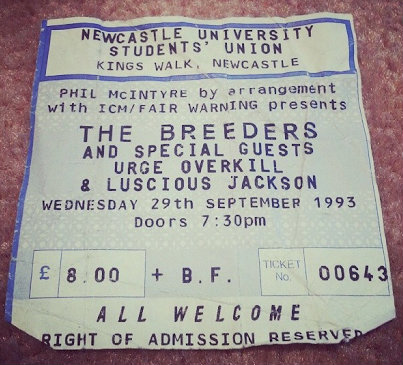 NEWCASTLE UNIVERSITY
STUDENTS' UNION
KINGS WALK, NEWCASTLE
PHIL McINTYRE by arrangement
with ICM/FAIR WARNING presents
THE BREEDERS
AND SPECIAL GUESTS
URGE OVERKILL
& LUSCIOUS JACKSON
WEDNESDAY 29th SEPTEMBER 1993
Doors 7:30pm
£ 8.00 + B.F. TICKET No. 00643
ALL WELCOME
RIGHT OF ADMISSION RESERVED